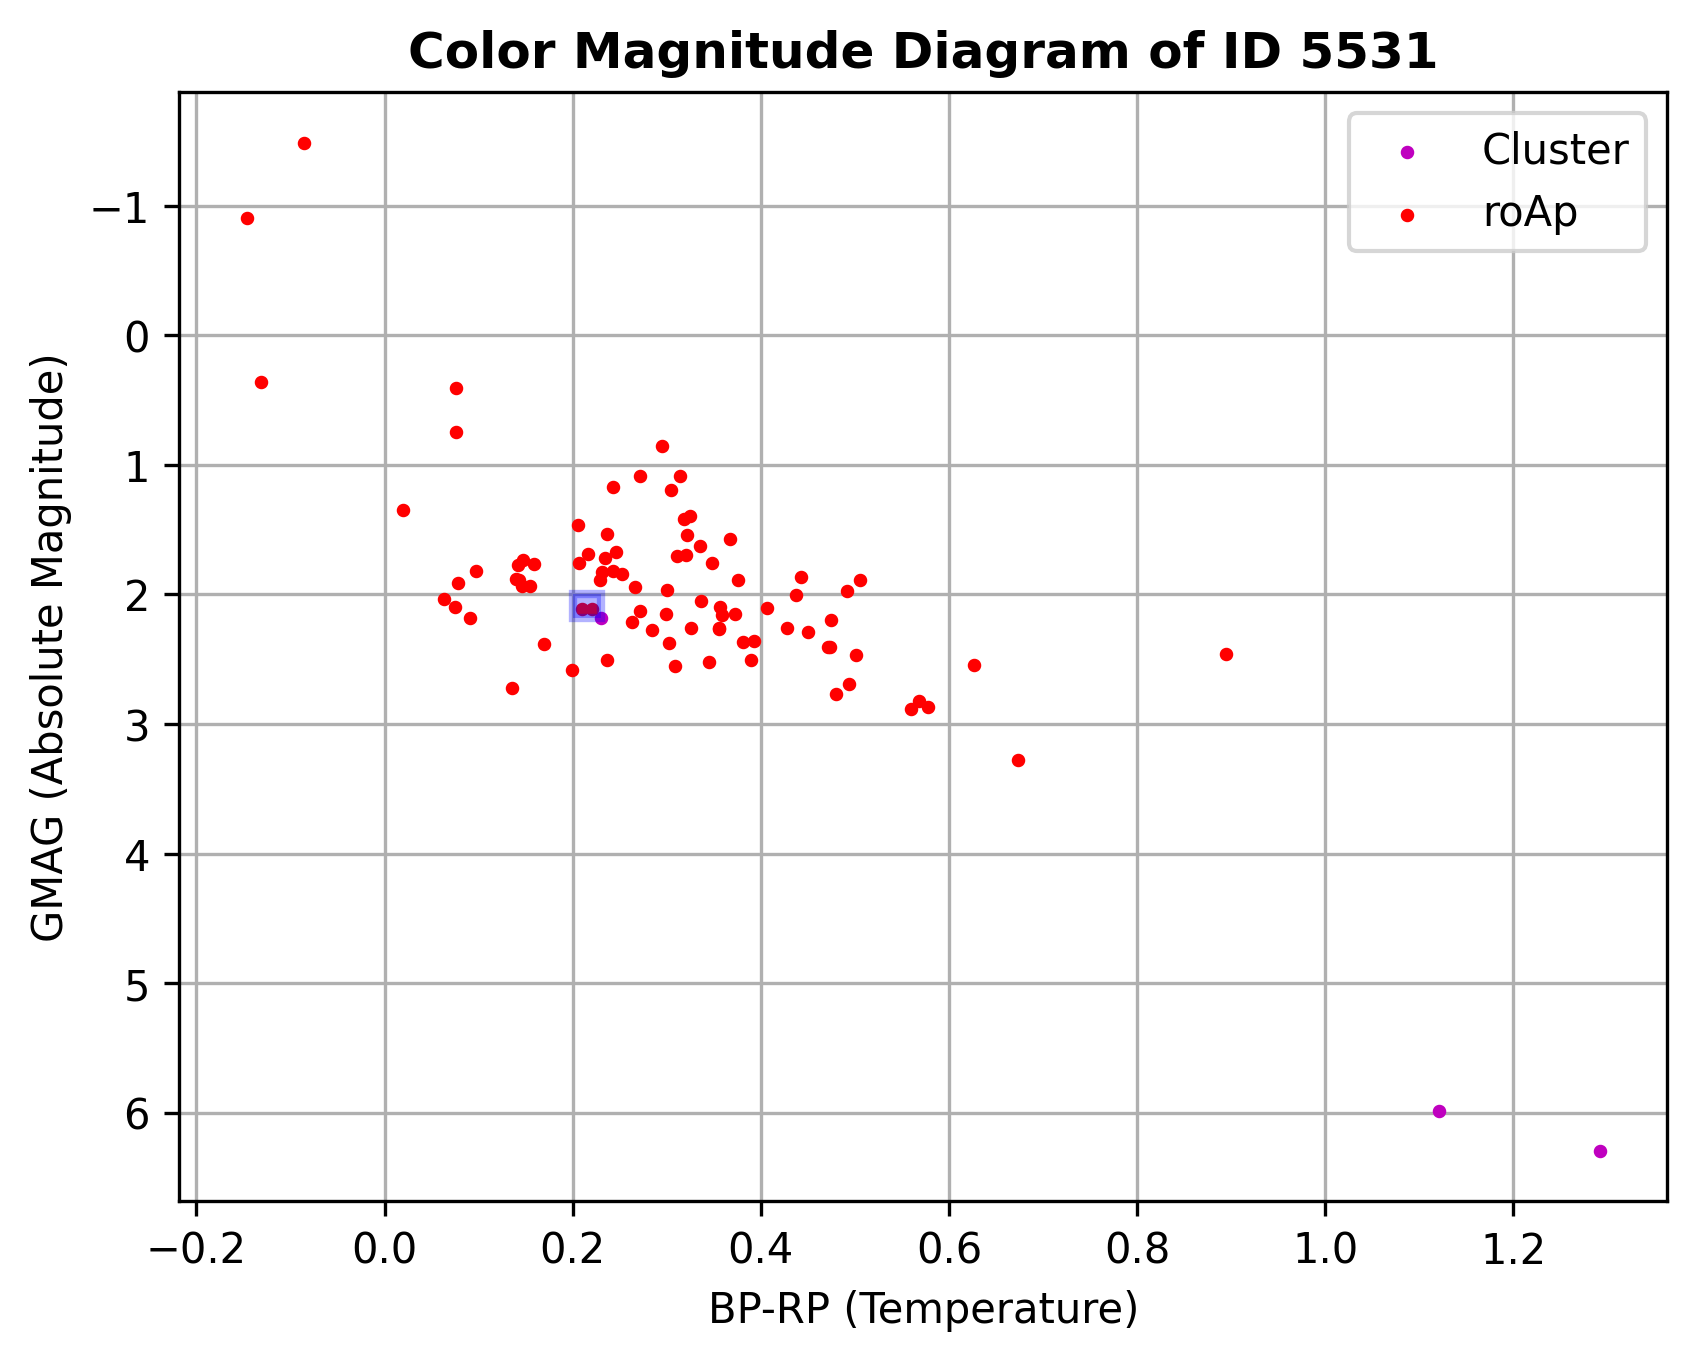 Color Magnitude Diagram of ID 5531
Cluster
roAp
GMAG (Absolute Magnitude)
−1
0
1
2
3
4
5
6
−0.2 0.0 0.2 0.4 0.6 0.8 1.0 1.2
BP-RP (Temperature)